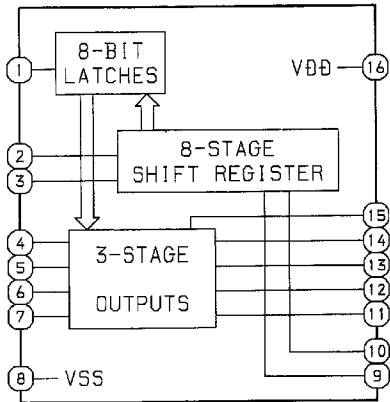 8-BIT
LATCHES
1
VDD
16
2
3
8-STAGE
SHIFT REGISTER
15
4
14
3-STAGE
5
13
6
12
OUTPUTS
7
11
10
8
VSS
9